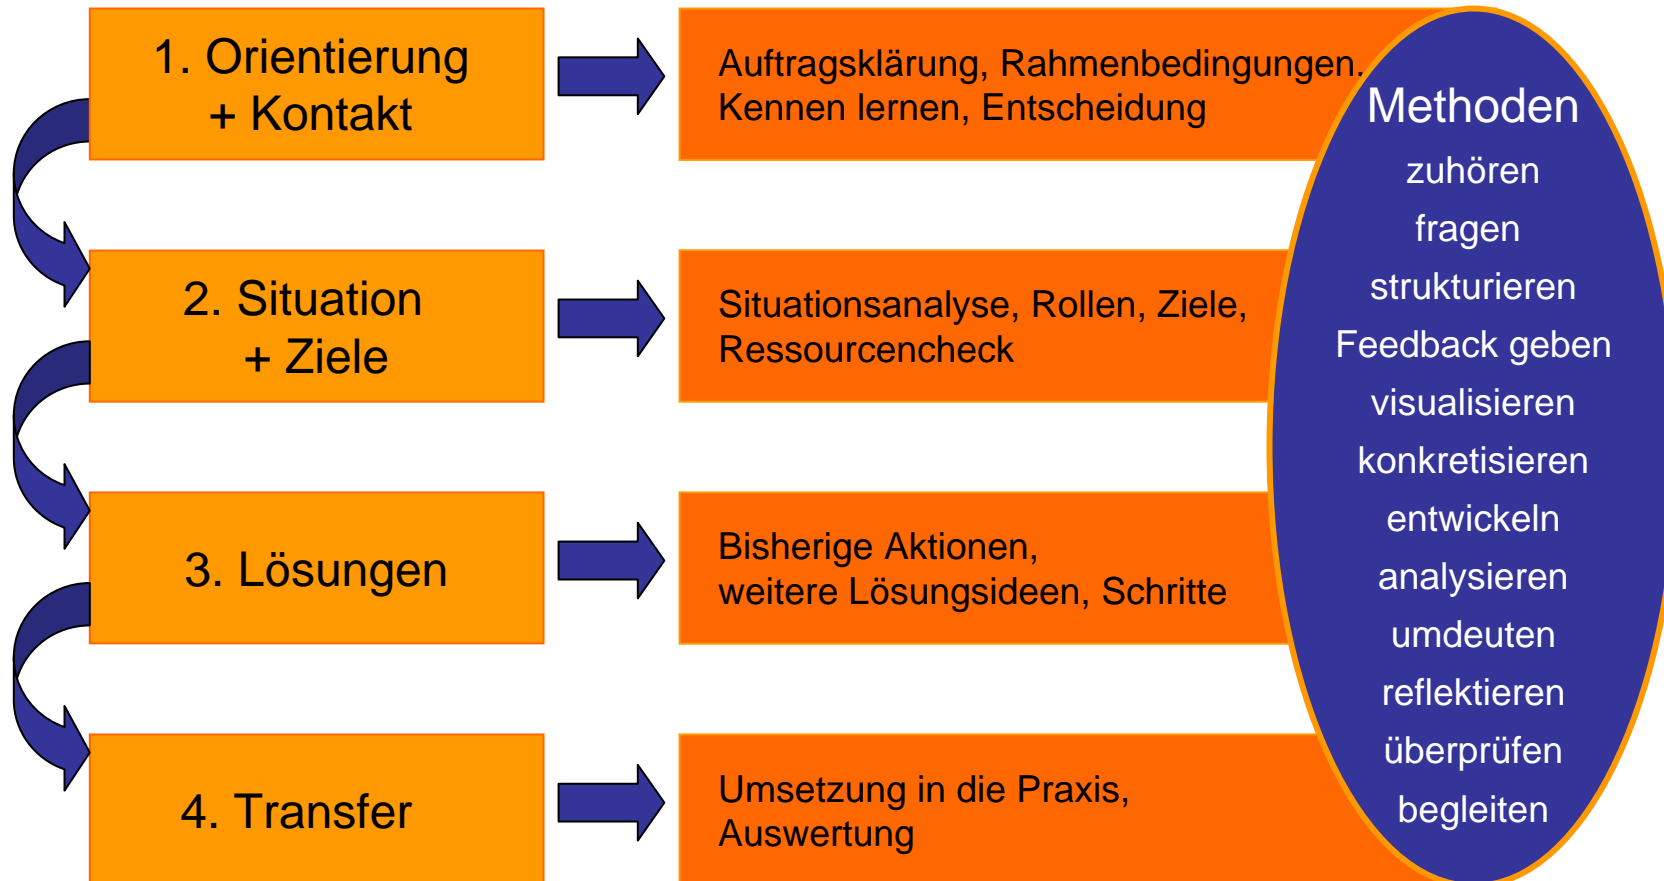 1. Orientierung
+ Kontakt
Auftragsklärung, Rahmenbedingungen,
Kennen lernen, Entscheidung
2. Situation
+ Ziele
Situationsanalyse, Rollen, Ziele,
Ressourcencheck
3. Lösungen
Bisherige Aktionen,
weitere Lösungsideen, Schritte
4. Transfer
Umsetzung in die Praxis,
Auswertung
Methoden
zuhören
fragen
strukturieren
Feedback geben
visualisieren
konkretisieren
entwickeln
analysieren
umdeuten
reflektieren
überprüfen
begleiten